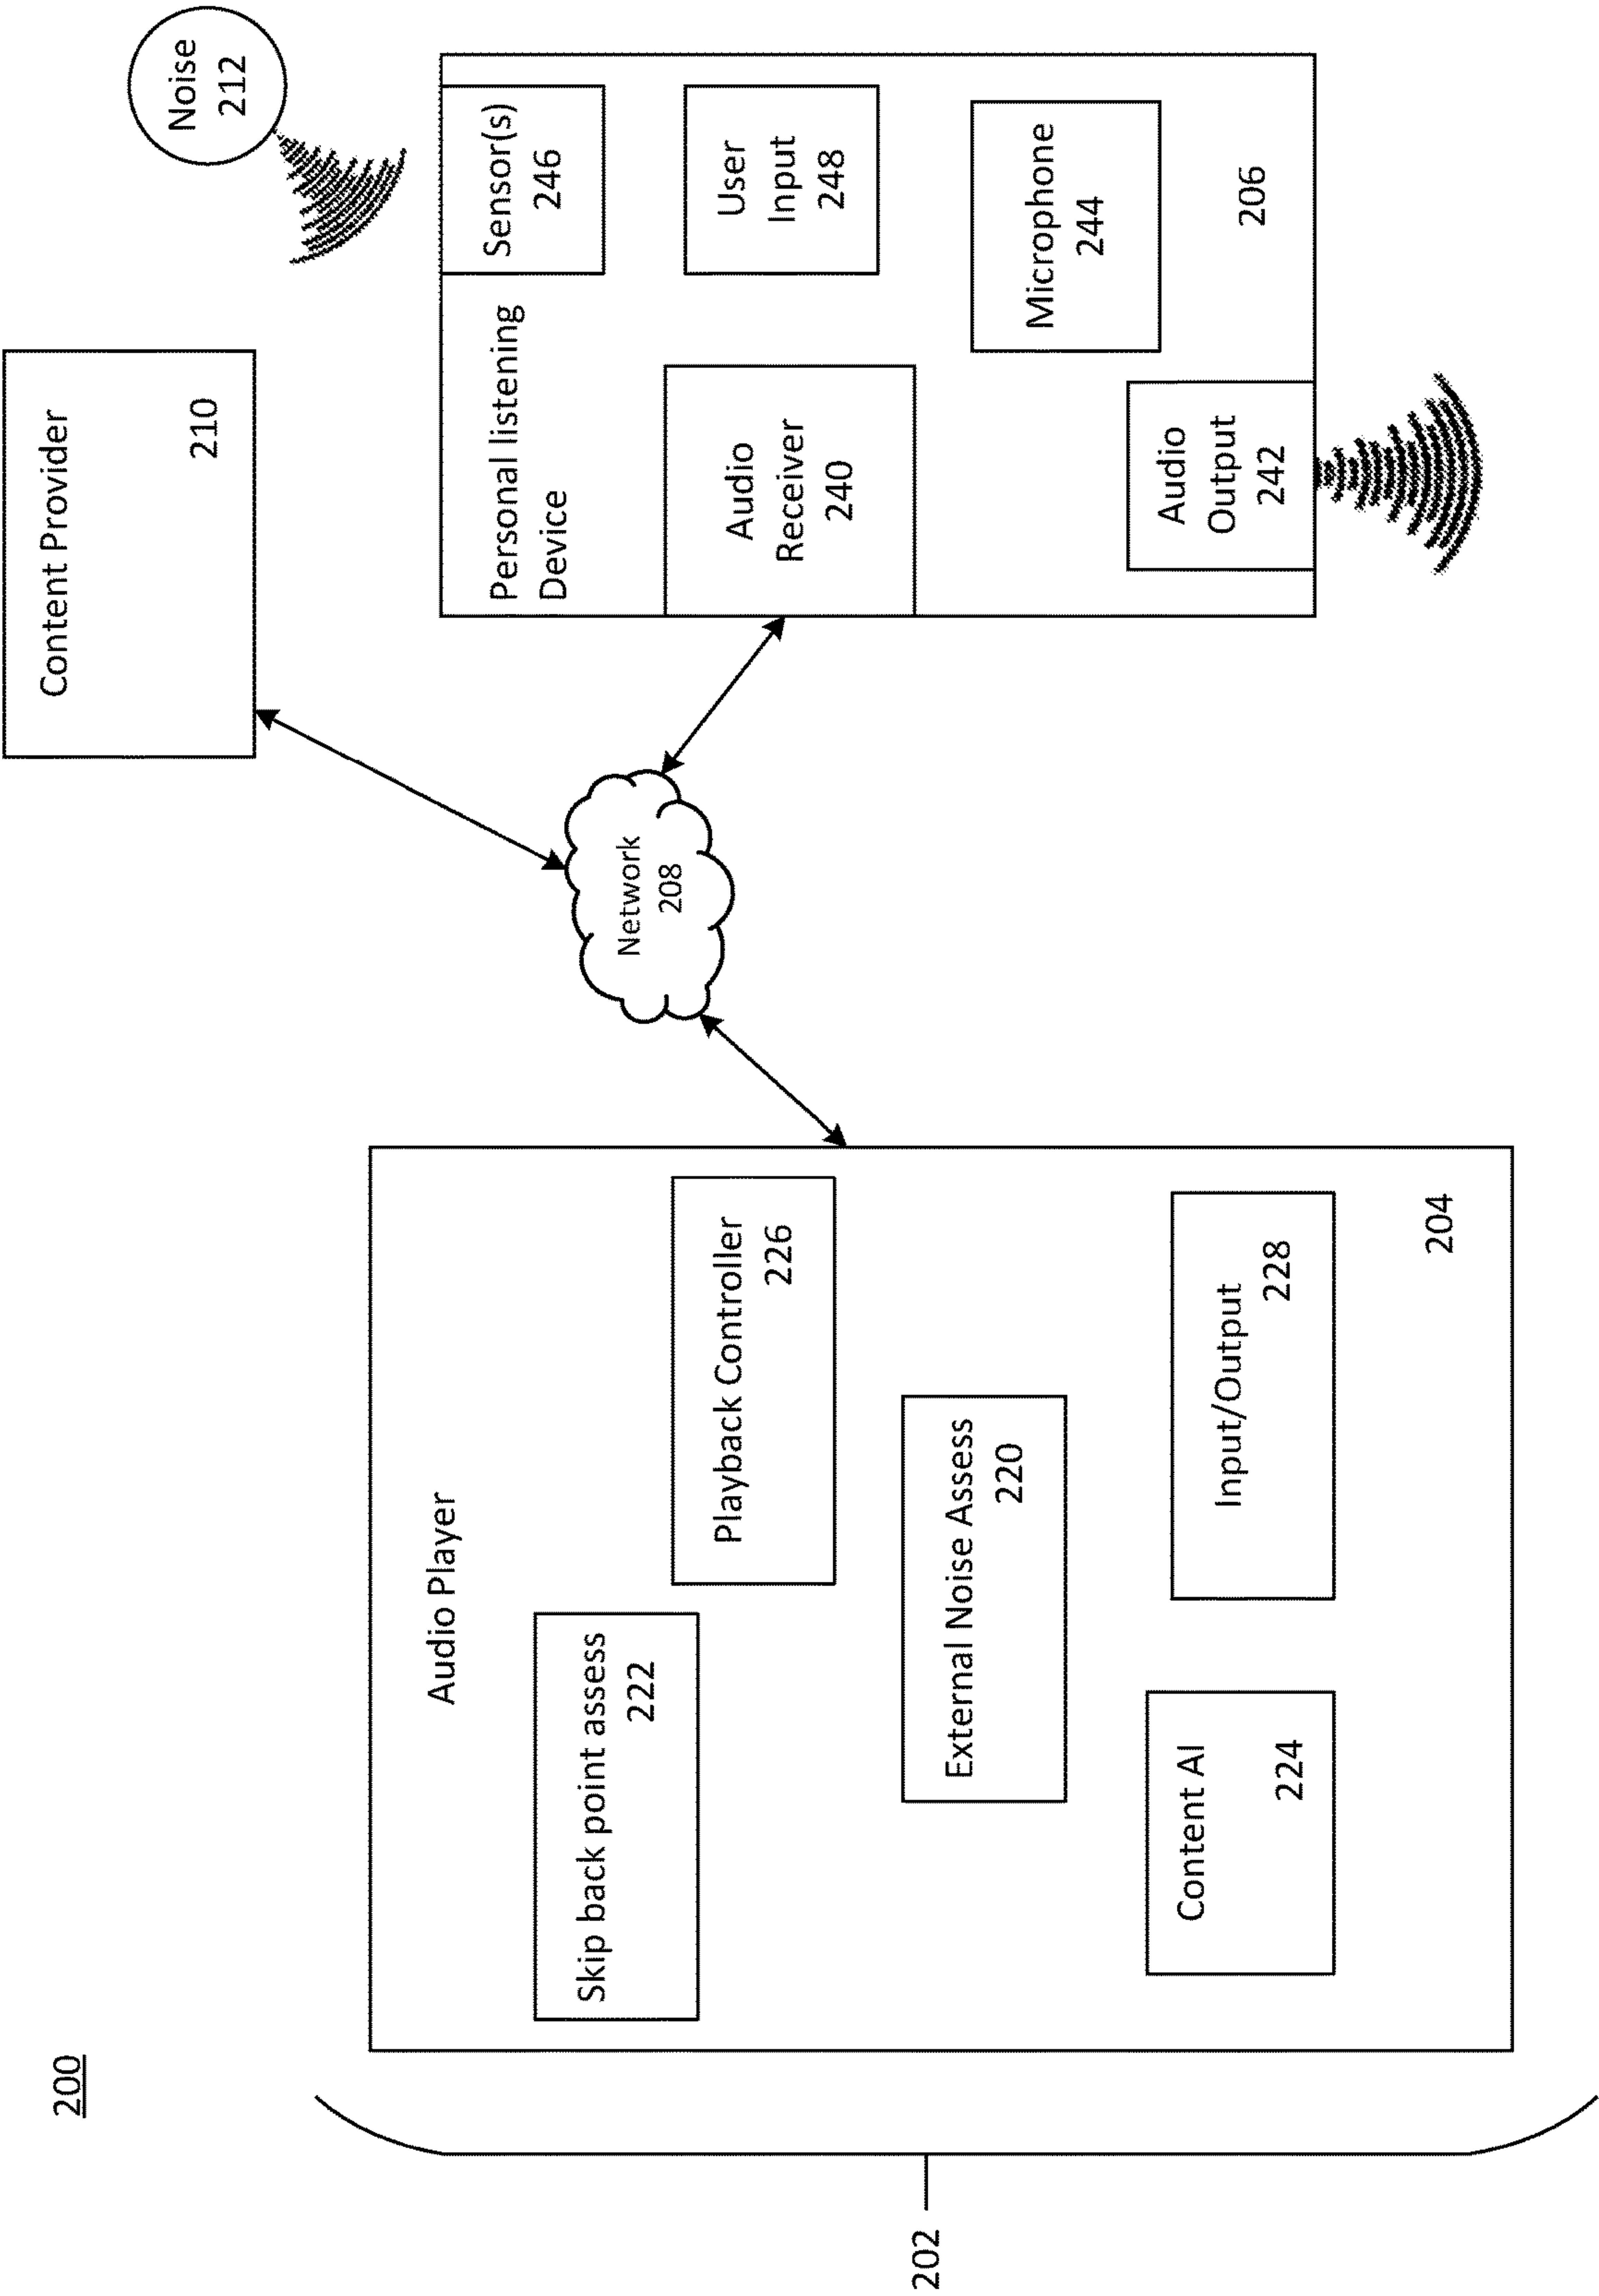 200
202
Audio Player
Skip back point assess
222
Playback Controller
226
External Noise Assess
220
Content AI
224
Input/Output
228
204
Network
208
Content Provider
210
Noise
212
Personal listening
Device
Sensor(s)
246
Audio
Receiver
240
User
Input
248
Microphone
244
Audio
Output
242
206